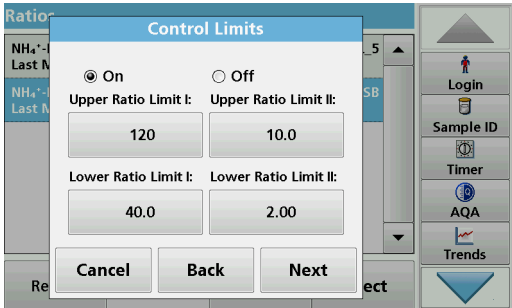 Ratios
Control Limits
NH₄⁺-
_5
Last
On
Off
Login
NH₄⁺-
SB
Last
Upper Ratio Limit I:
Upper Ratio Limit II:
Sample ID
120
10.0
Timer
Lower Ratio Limit I:
Lower Ratio Limit II:
40.0
2.00
AQA
Trends
Cancel
Back
Next
Re
ect